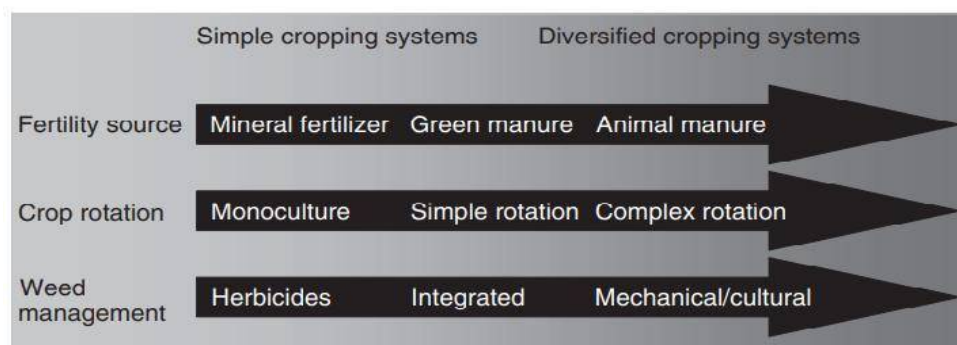 Simple cropping systems Diversified cropping systems
Fertility source Mineral fertilizer Green manure Animal manure
Crop rotation Monoculture Simple rotation Complex rotation
Weed
management Herbicides Integrated Mechanical/cultural